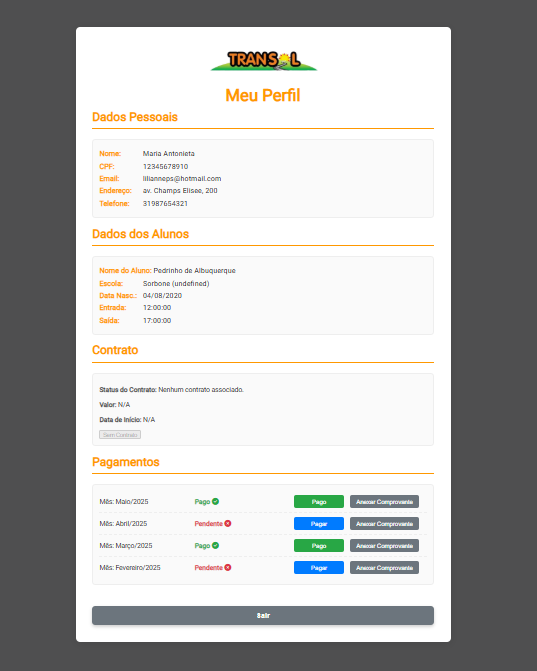 TRANSOL
Meu Perfil
Dados Pessoais
Nome: Maria Antonieta
CPF: 12345678910
Email: lilianneps@hotmail.com
Endereço: av. Champs Elisee, 200
Telefone: 31987654321
Dados dos Alunos
Nome do Aluno: Pedrinho de Albuquerque
Escola: Sorbone (undefined)
Data Nasc.: 04/08/2020
Entrada: 12:00:00
Saída: 17:00:00
Contrato
Status do Contrato: Nenhum contrato associado.
Valor: N/A
Data de Início: N/A
Sem Contrato
Pagamentos
Mês: Maio/2025 Pago Pago Anexar Comprovante
Mês: Abril/2025 Pendente Pagar Anexar Comprovante
Mês: Março/2025 Pago Pago Anexar Comprovante
Mês: Fevereiro/2025 Pendente Pagar Anexar Comprovante
Sair